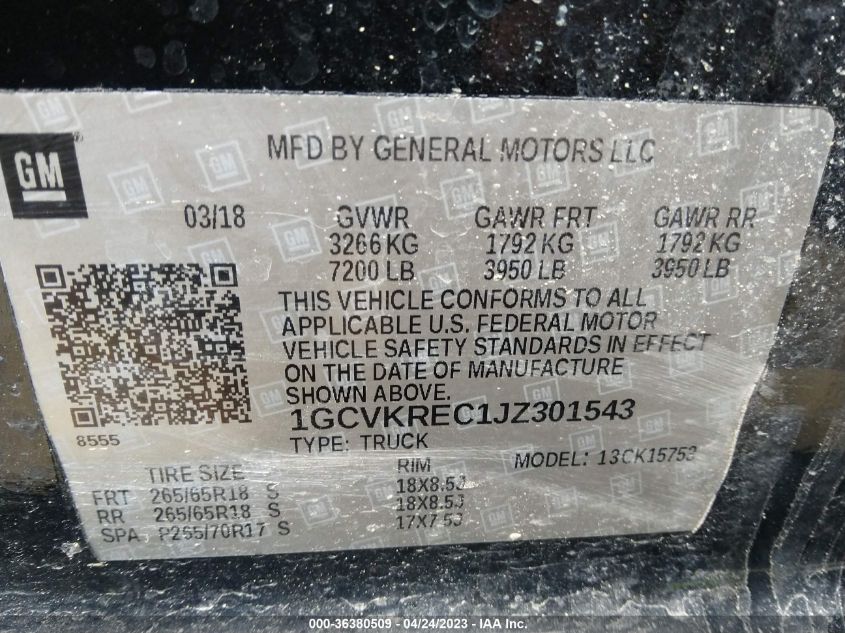 GM
MFD BY GENERAL MOTORS LLC
03/18 GVWR GAWR FRT GAWR RR
3266 KG 1792 KG 1792 KG
7200 LB 3950 LB 3950 LB
THIS VEHICLE CONFORMS TO ALL
APPLICABLE U.S. FEDERAL MOTOR
VEHICLE SAFETY STANDARDS IN EFFECT
ON THE DATE OF MANUFACTURE
SHOWN ABOVE.
1GCVKREC1JZ301543
8555
TYPE: TRUCK
MODEL: 13CK15753
TIRE SIZE RIM
FRT 265/65R18 S 18X8.5J
RR 265/65R18 S 18X8.5J
SPA P255/70R17 S 17X7.5J
000-36380509 - 04/24/2023 - IAA Inc.